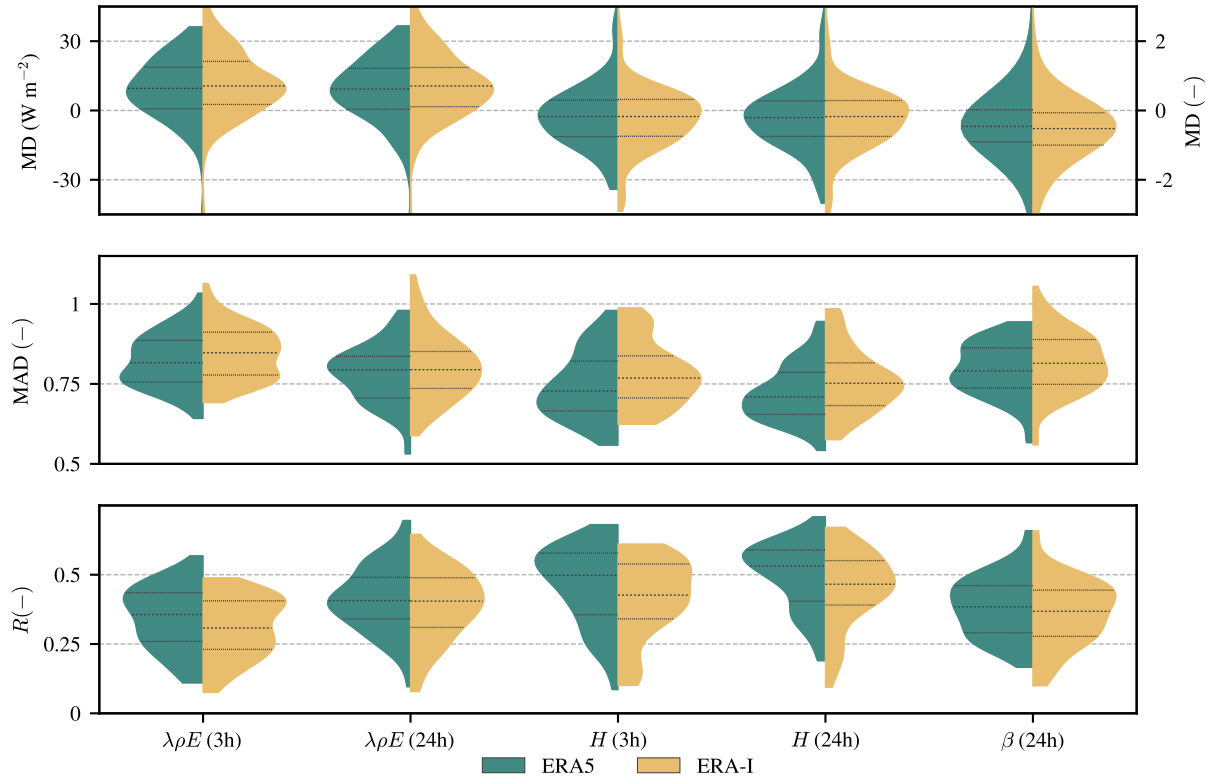 MD (W m⁻²)
30
0
-30
2
0
-2
MD (−)
MAD (−)
1
0.75
0.5
R(−)
0.5
0.25
0
λρE (3h)
λρE (24h)
H (3h)
H (24h)
β (24h)
ERA5
ERA-I